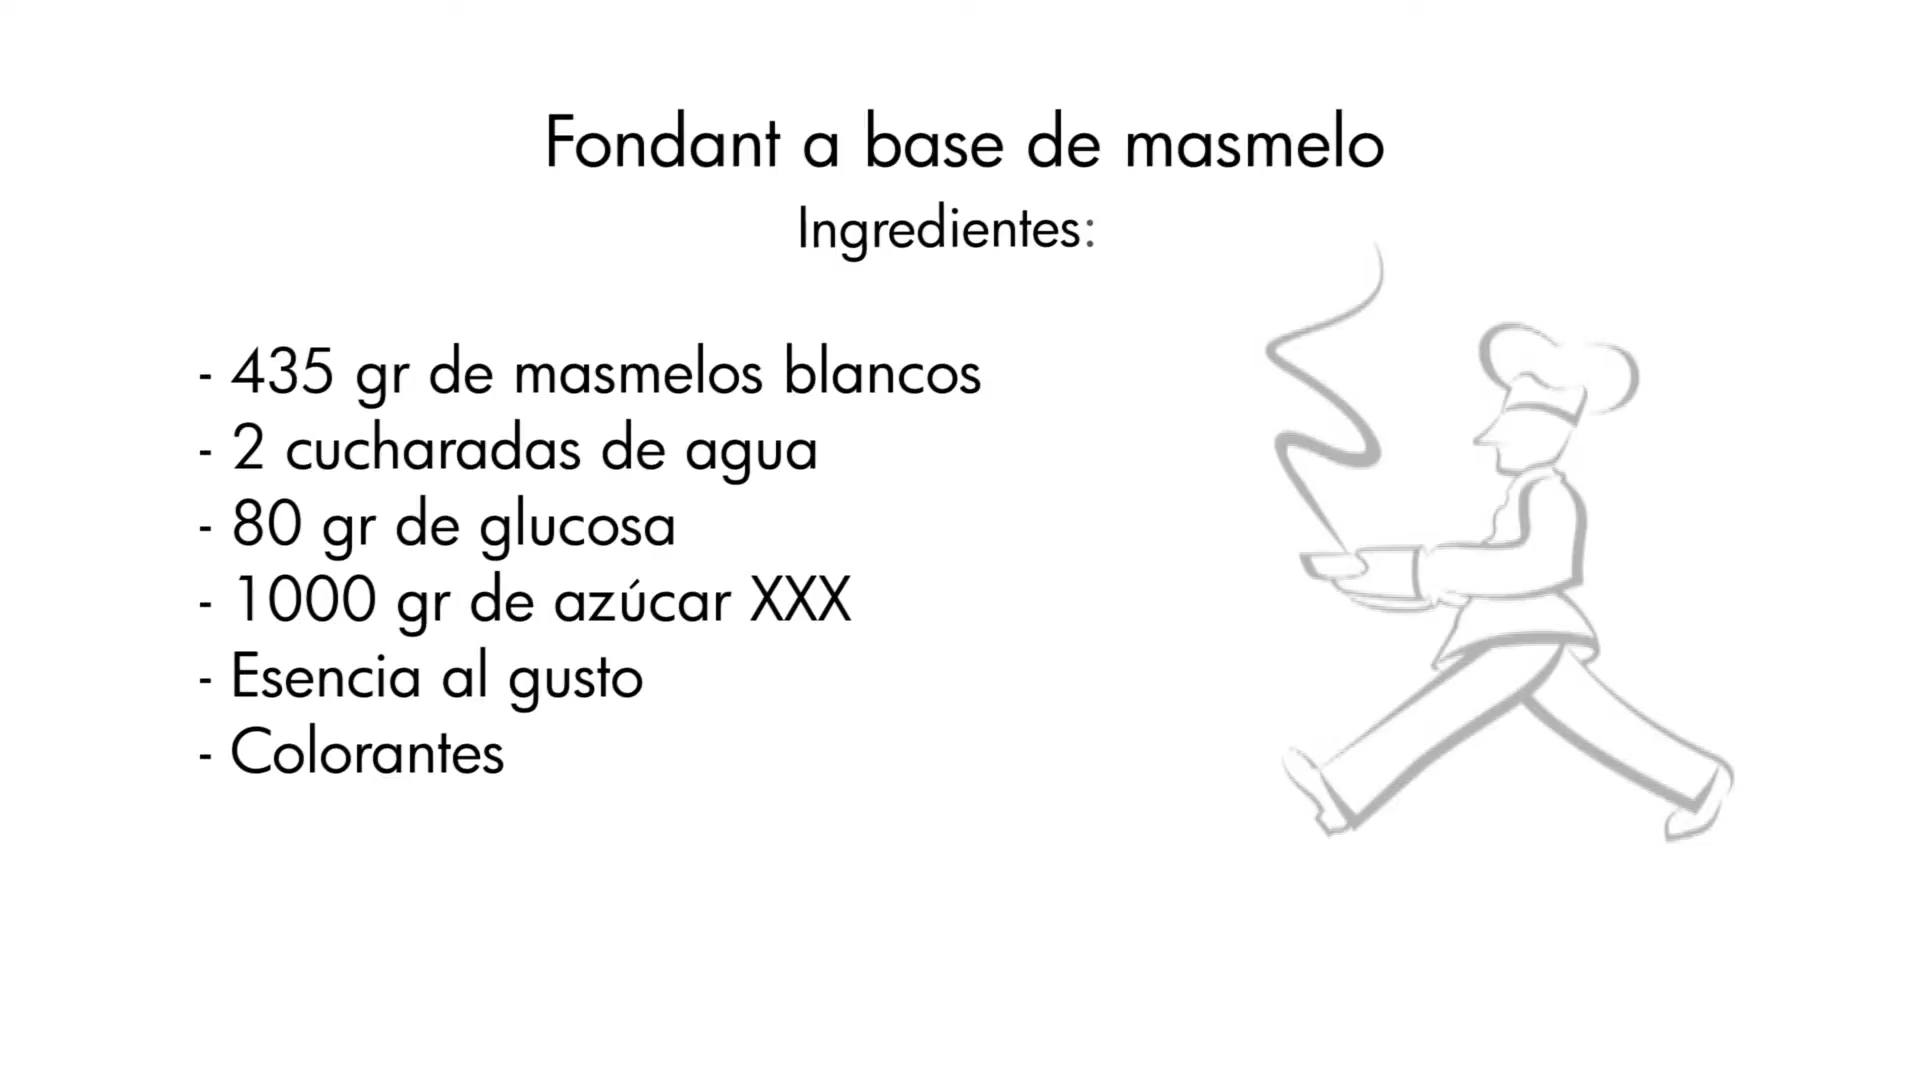 Fondant a base de masmelo
Ingredientes:
- 435 gr de masmelos blancos
- 2 cucharadas de agua
- 80 gr de glucosa
- 1000 gr de azúcar XXX
- Esencia al gusto
- Colorantes